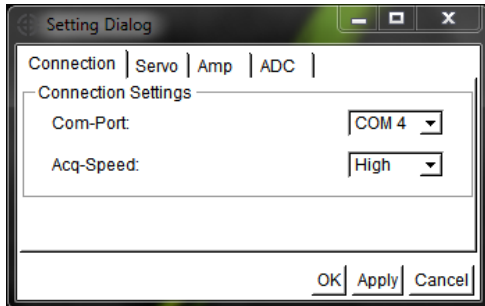 Setting Dialog
Connection Servo Amp ADC
Connection Settings
Com-Port: COM 4
Acq-Speed: High
OK Apply Cancel